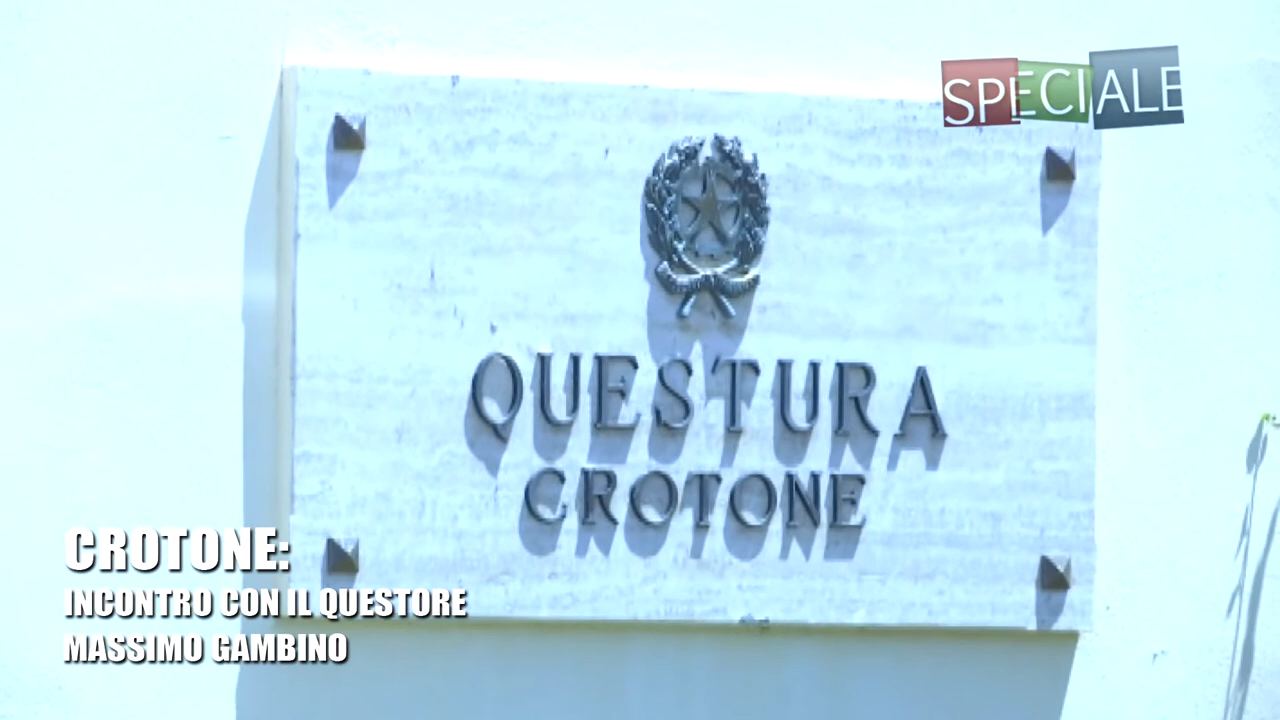 SPECIALE
QUESTURA
CROTONE
CROTONE:
INCONTRO CON IL QUESTORE
MASSIMO GAMBINO